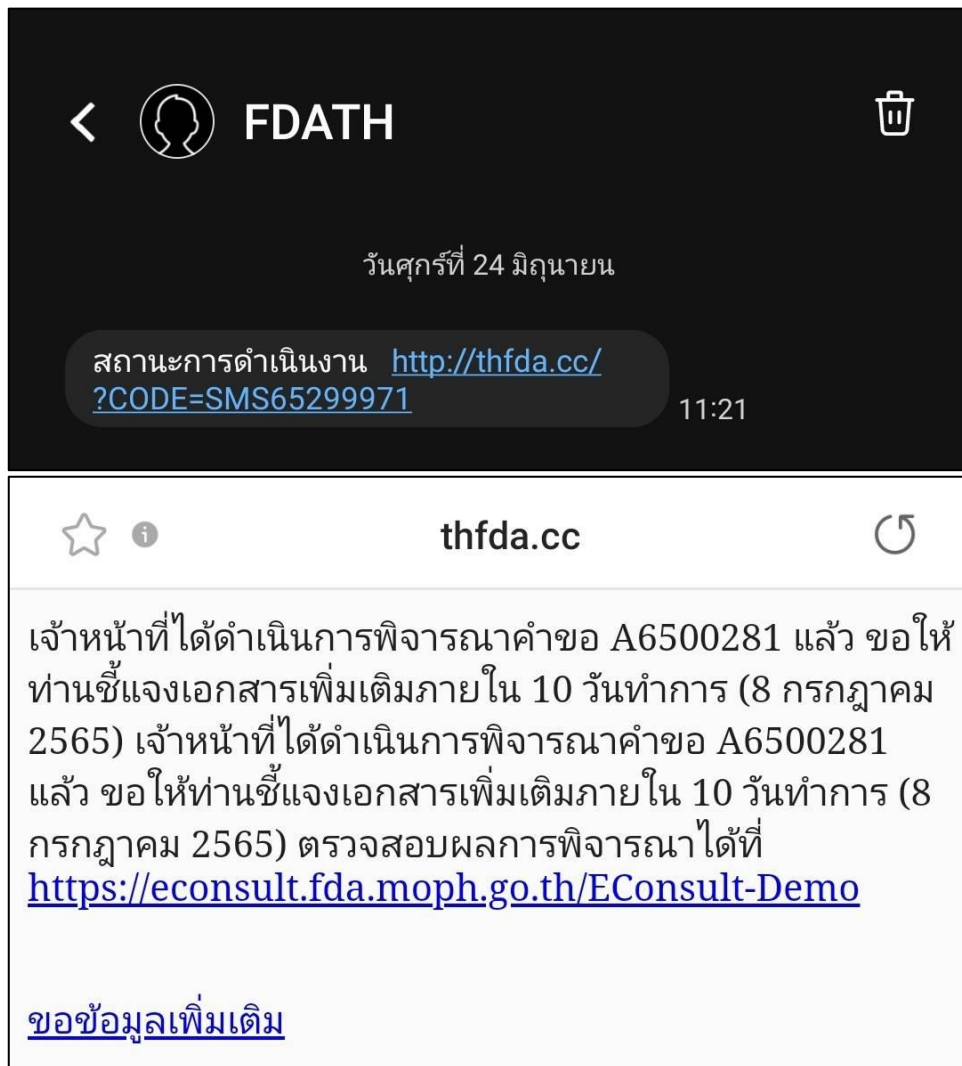 FDATH
วันศุกร์ที่ 24 มิถุนายน
สถานะการดำเนินงาน http://thfda.cc/
?CODE=SMS65299971
11:21
thfda.cc
เจ้าหน้าที่ได้ดำเนินการพิจารณาคำขอ A6500281 แล้ว ขอให้
ท่านชี้แจงเอกสารเพิ่มเติมภายใน 10 วันทำการ (8 กรกฎาคม
2565) เจ้าหน้าที่ได้ดำเนินการพิจารณาคำขอ A6500281
แล้ว ขอให้ท่านชี้แจงเอกสารเพิ่มเติมภายใน 10 วันทำการ (8
กรกฎาคม 2565) ตรวจสอบผลการพิจารณาได้ที่
https://econsult.fda.moph.go.th/EConsult-Demo
ขอข้อมูลเพิ่มเติม